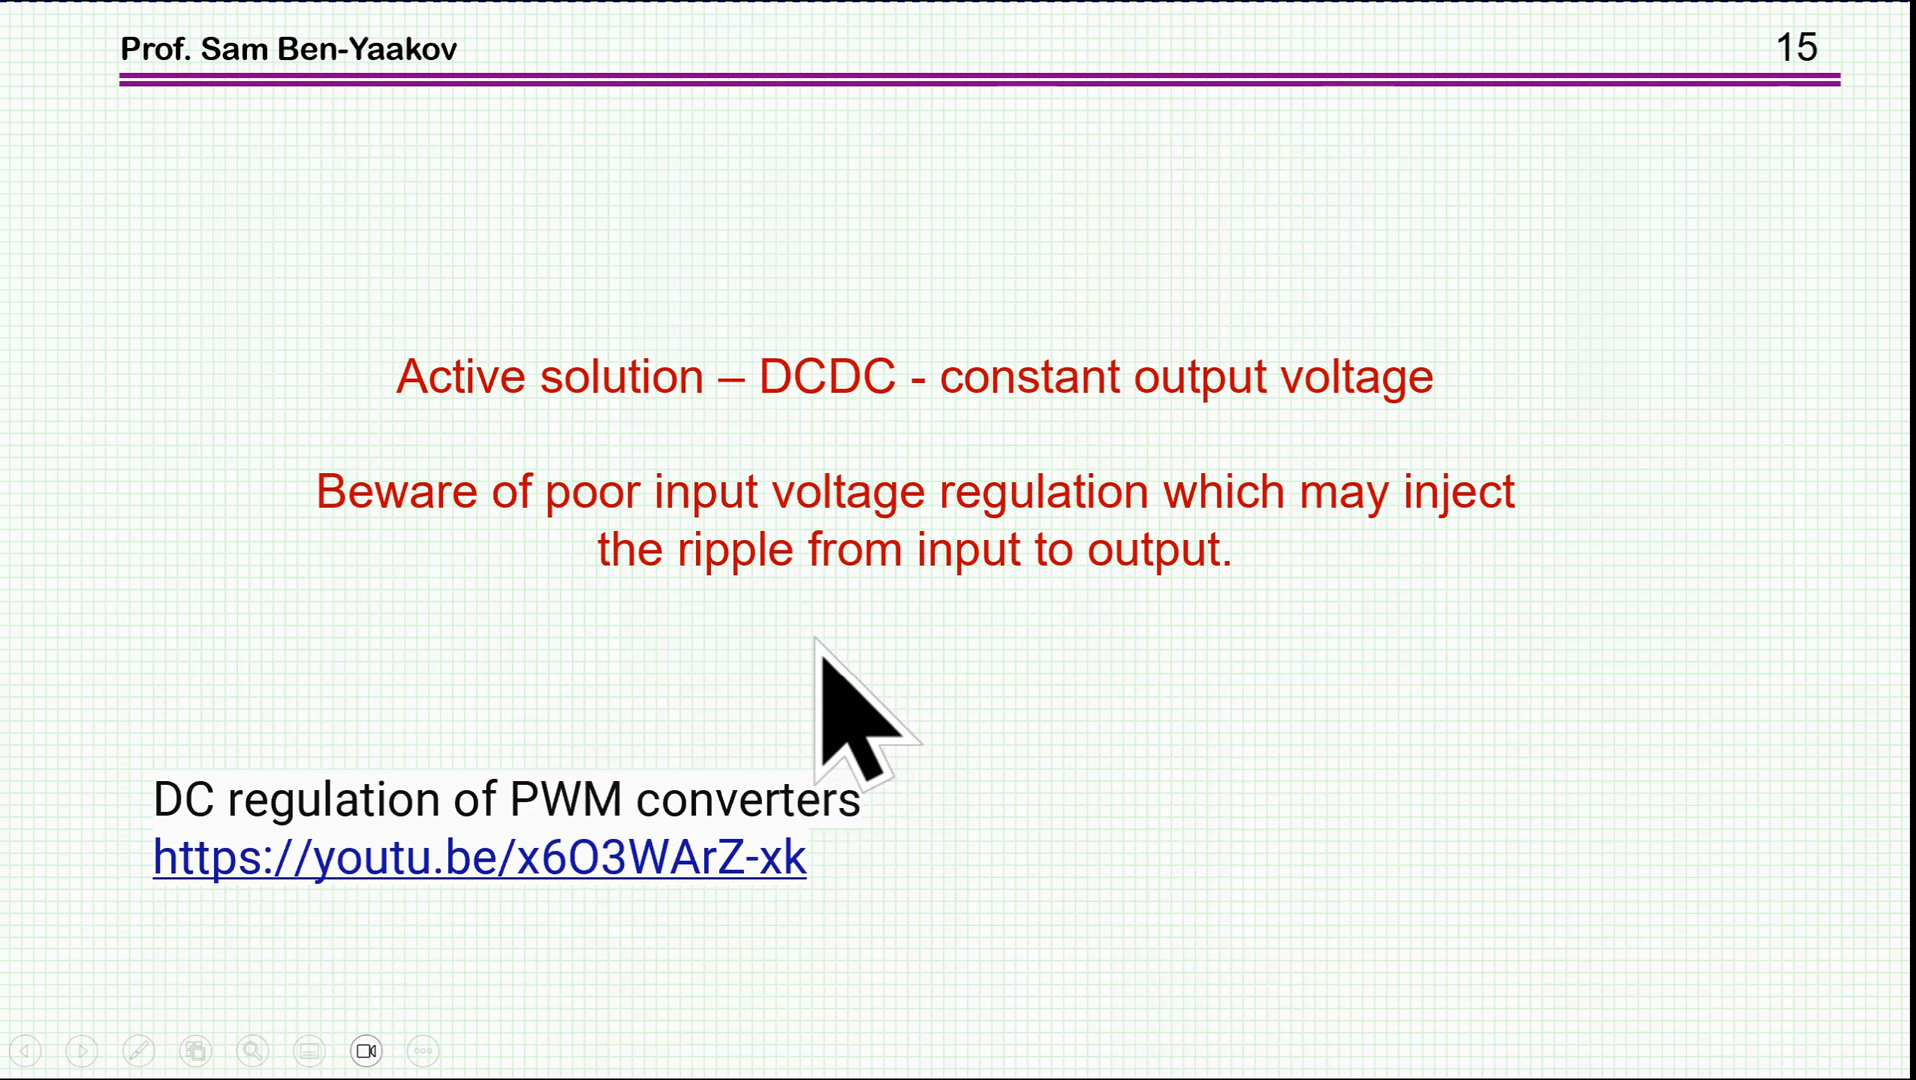 Prof. Sam Ben-Yaakov
15
Active solution – DCDC - constant output voltage
Beware of poor input voltage regulation which may inject
the ripple from input to output.
DC regulation of PWM converters
https://youtu.be/x6O3WArZ-xk